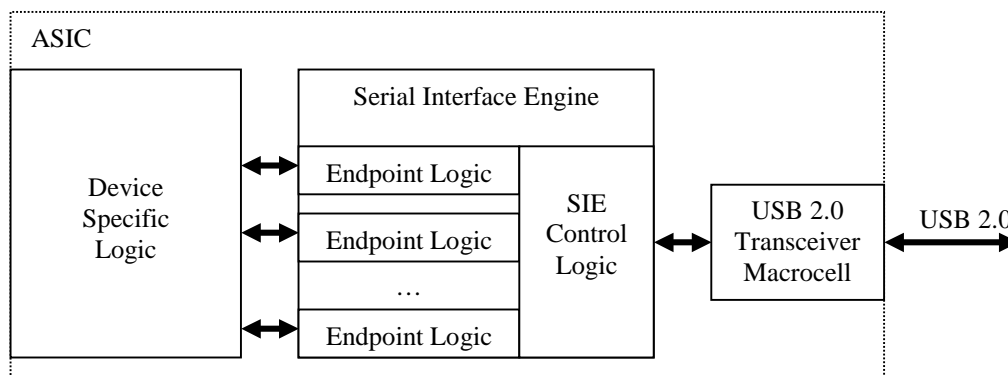 ASIC
Serial Interface Engine
Device
Specific
Logic
Endpoint Logic
Endpoint Logic
…
Endpoint Logic
SIE
Control
Logic
USB 2.0
Transceiver
Macrocell
USB 2.0